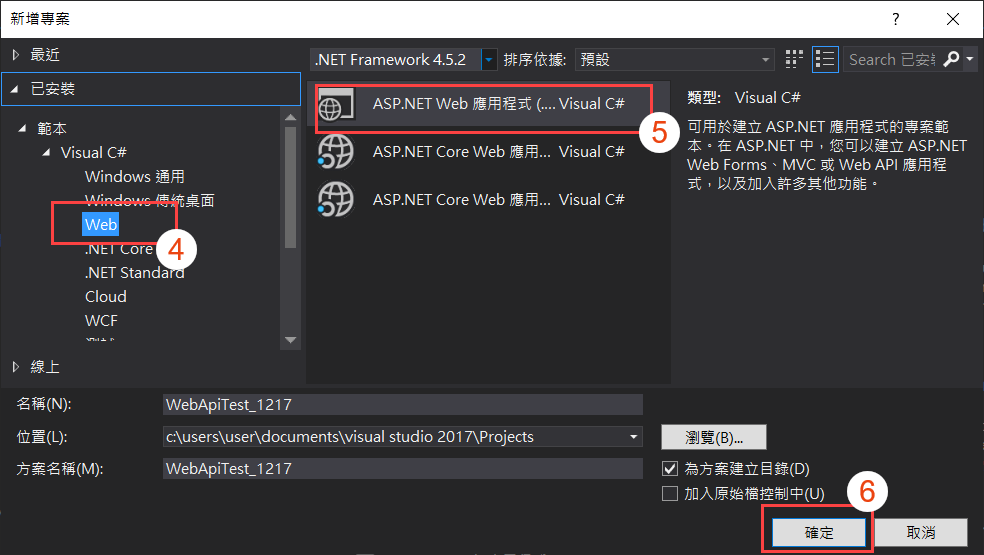 新增專案
?
最近
已安裝
範本
Visual C#
Windows 通用
Windows 傳統桌面
Web
4
.NET Core
.NET Standard
Cloud
WCF
線上
.NET Framework 4.5.2
排序依據:
預設
Search 已安
ASP.NET Web 應用程式 (.... Visual C#
5
ASP.NET Core Web 應用... Visual C#
ASP.NET Core Web 應用... Visual C#
類型: Visual C#
可用於建立 ASP.NET 應用程式的專案範
本。在 ASP.NET 中，您可以建立 ASP.NET
Web Forms、MVC 或 Web API 應用程
式，以及加入許多其他功能。
名稱(N):
WebApiTest_1217
位置(L):
c:\users\user\documents\visual studio 2017\Projects
瀏覽(B)...
方案名稱(M):
WebApiTest_1217
為方案建立目錄(D)
加入原始檔控制中(U)
6
確定
取消